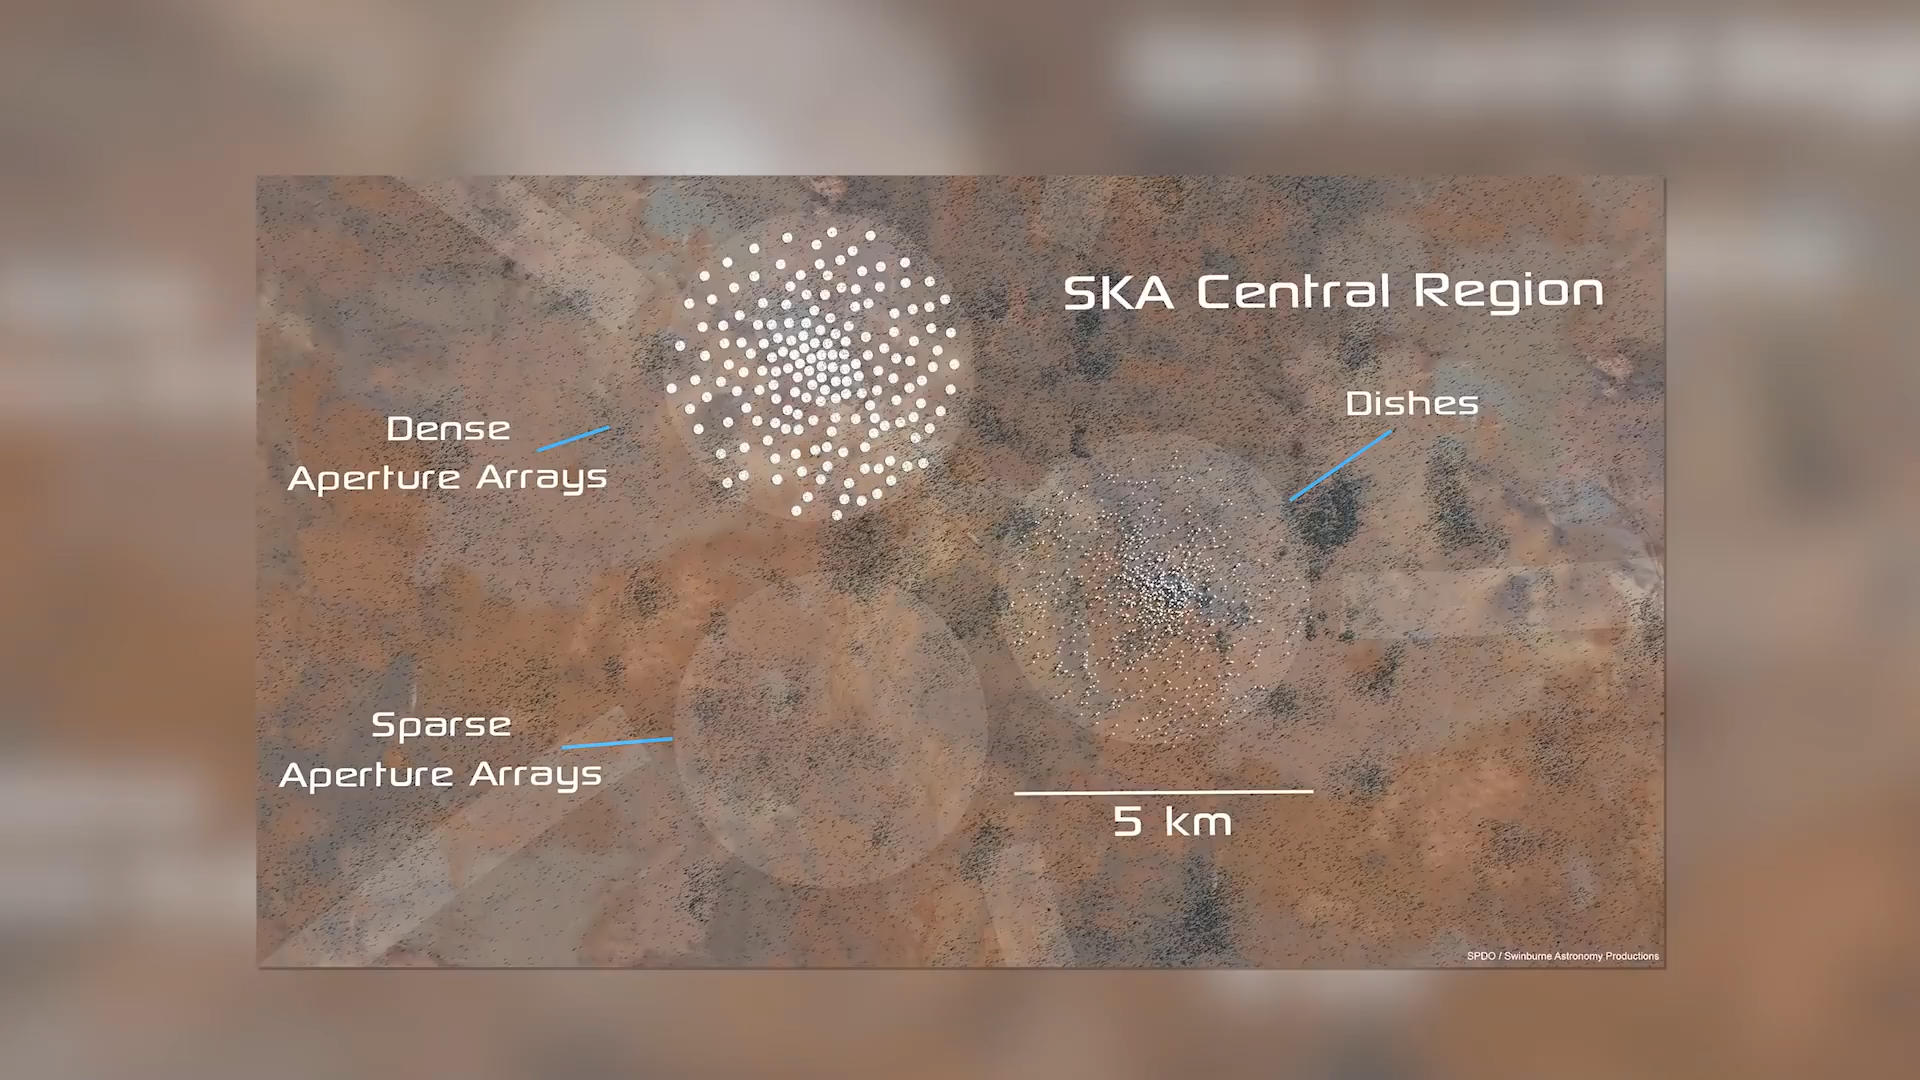 SKA Central Region
Dishes
Dense
Aperture Arrays
Sparse
Aperture Arrays
5 km
SPDO / Swinburne Astronomy Productions